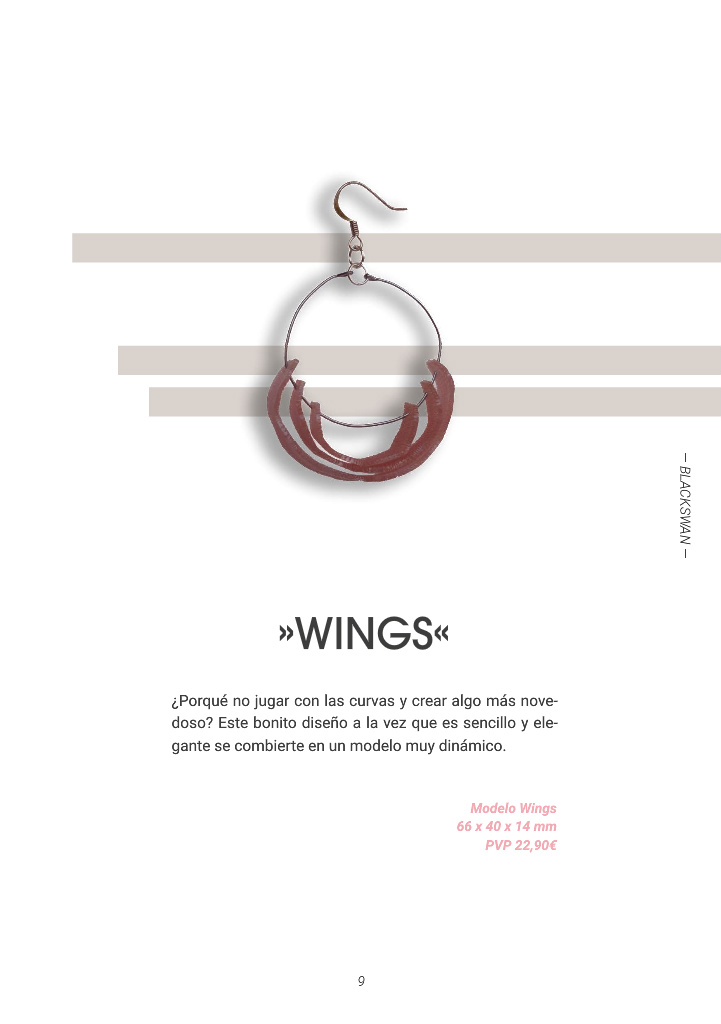 — BLACKSWAN —
»WINGS«
¿Porqué no jugar con las curvas y crear algo más nove-
doso? Este bonito diseño a la vez que es sencillo y ele-
gante se combierte en un modelo muy dinámico.
Modelo Wings
66 x 40 x 14 mm
PVP 22,90€
9